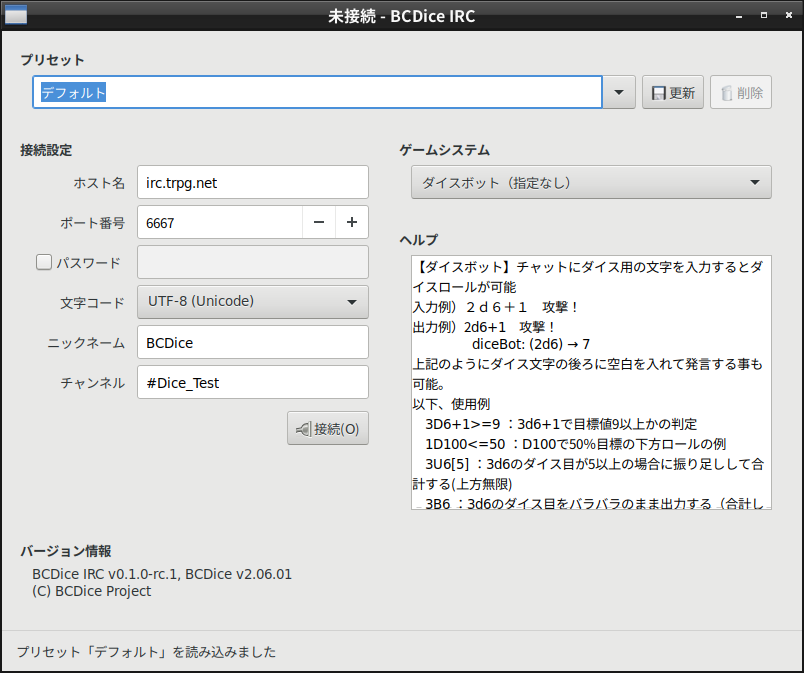 未接続 - BCDice IRC
プリセット
デフォルト
更新
削除
接続設定
ホスト名
irc.trpg.net
ポート番号
6667
パスワード
文字コード
UTF-8 (Unicode)
ニックネーム
BCDice
チャンネル
#Dice_Test
接続(O)
ゲームシステム
ダイスボット（指定なし）
ヘルプ
【ダイスボット】チャットにダイス用の文字を入力するとダ
イスロールが可能
入力例）２ｄ６＋１　攻撃！
出力例）2d6+1　攻撃！
diceBot: (2d6) → 7
上記のようにダイス文字の後ろに空白を入れて発言する事も
可能。
以下、使用例
3D6+1>=9 ：3d6+1で目標値9以上かの判定
1D100<=50 ：D100で50％目標の下方ロールの例
3U6[5] ：3d6のダイス目が5以上の場合に振り足しして合
計する(上方無限)
3B6 ：3d6のダイス目をバラバラのまま出力する（合計し
バージョン情報
BCDice IRC v0.1.0-rc.1, BCDice v2.06.01
(C) BCDice Project
プリセット「デフォルト」を読み込みました